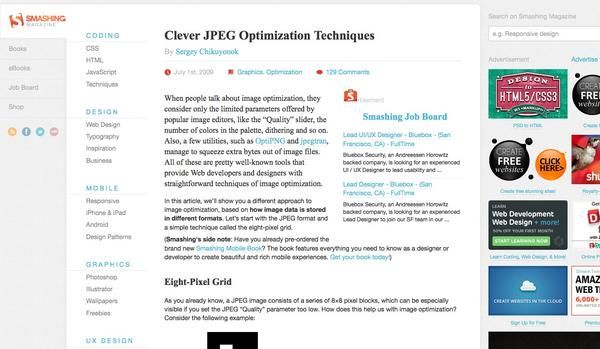 SMASHING
MAGAZINE
Books
eBooks
Job Board
Shop
CODING
CSS
HTML
JavaScript
Techniques
DESIGN
Web Design
Typography
Inspiration
Business
MOBILE
Responsive
iPhone & iPad
Android
Design Patterns
GRAPHICS
Photoshop
Illustrator
Wallpapers
Freebies
UX DESIGN
Clever JPEG Optimization Techniques
By Sergey Chikuyonok
July 1st, 2009
Graphics, Optimization
129 Comments
When people talk about image optimization, they
consider only the limited parameters offered by
popular image editors, like the “Quality” slider, the
number of colors in the palette, dithering and so on.
Also, a few utilities, such as OptiPNG and jpegtran,
manage to squeeze extra bytes out of image files.
All of these are pretty well-known tools that
provide Web developers and designers with
straightforward techniques of image optimization.
In this article, we'll show you a different approach to
image optimization, based on how image data is stored
in different formats. Let's start with the JPEG format and
a simple technique called the eight-pixel grid.
(Smashing's side note: Have you already pre-ordered the
brand new Smashing Mobile Book? The book features everything you need to know as a designer or
developer to create beautiful and rich mobile experiences. Get your book today!)
Eight-Pixel Grid
As you already know, a JPEG image consists of a series of 8×8 pixel blocks, which can be especially
visible if you set the JPEG “Quality” parameter too low. How does this help us with image optimization?
Consider the following example:
Smashing Job Board
Lead UI/UX Designer - Bluebox - (San
Francisco, CA) - FullTime
Bluebox Security, an Andreessen Horowitz
backed company, is looking for an experienced
UI / UX Designer to lead usability and ...
Lead Designer - Bluebox - (San
Francisco, CA) - FullTime
Bluebox Security, an Andreessen Horowitz
backed company, is looking for an experienced
Lead Designer to join our SF team in our ...
Search on Smashing Magazine
e.g. Responsive design
Advertisement
Advertise
DESIGN
to
HTML5/CSS3
PSD to HTML
CREATE
FREE
websites
CLICK
HERE»
Create free stunning sites!
Royalty-
LEARN
Web Development
Web Design + more!
START LEARNING NOW
Learn Coding, Web Design, & More!
Online Pe
CREATE WEBSITES IN THE CLOUD
Sign Up for Free
AMAZ
WEB T
6,000+
Premium